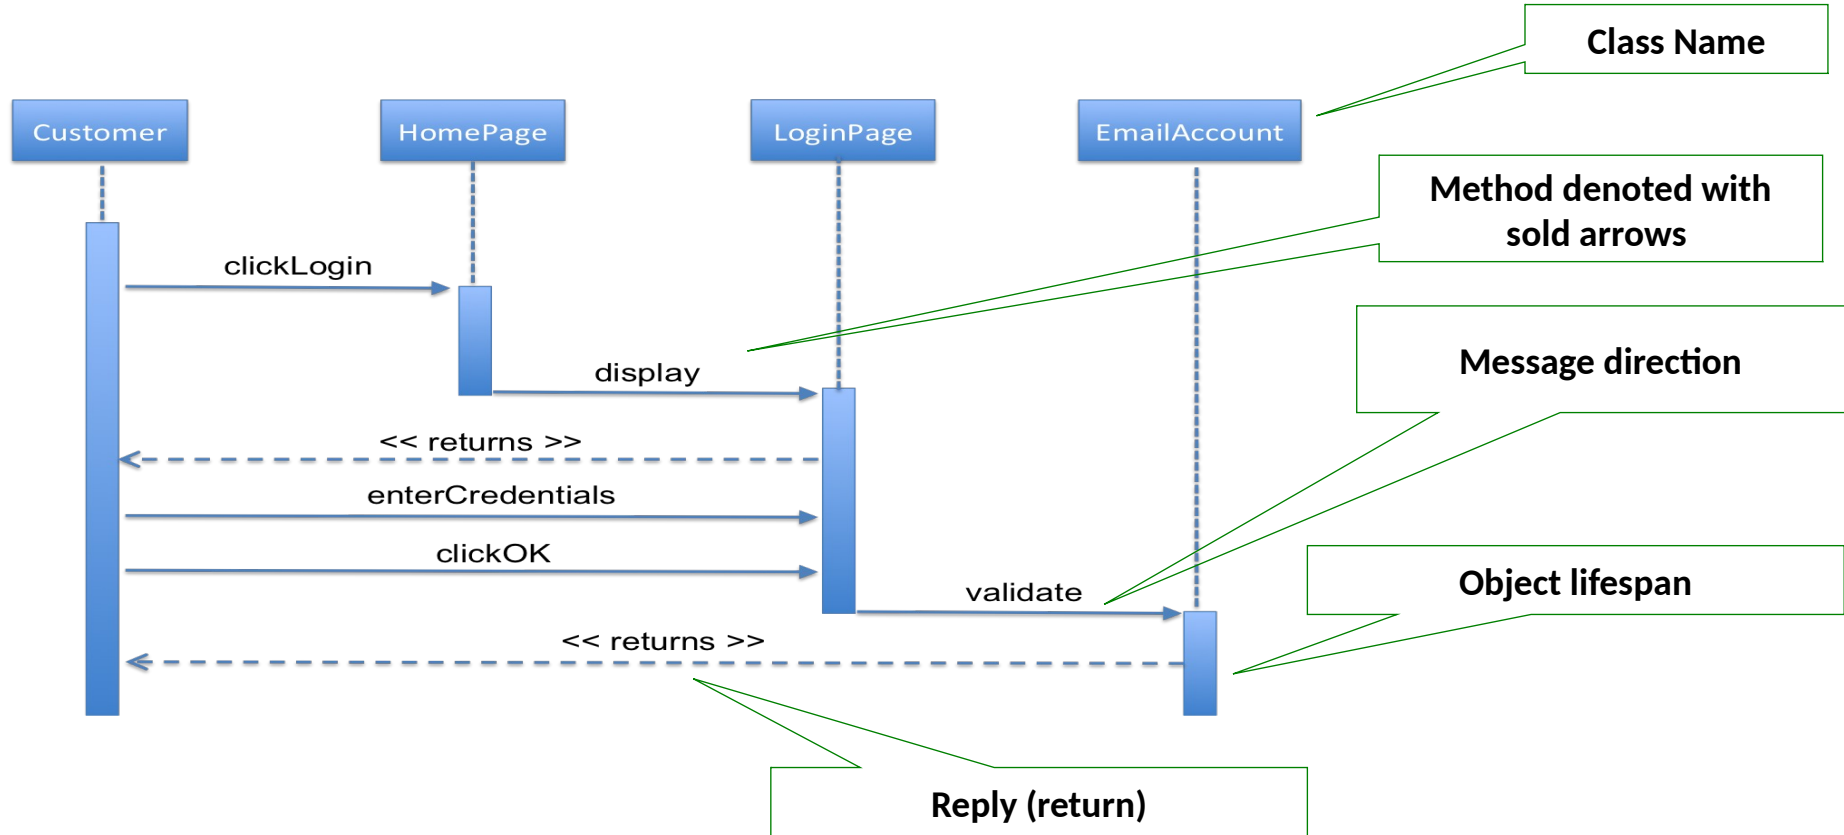 Class Name
Customer
HomePage
LoginPage
EmailAccount
Method denoted with
sold arrows
clickLogin
Message direction
display
<< returns >>
enterCredentials
clickOK
Object lifespan
validate
<< returns >>
Reply (return)